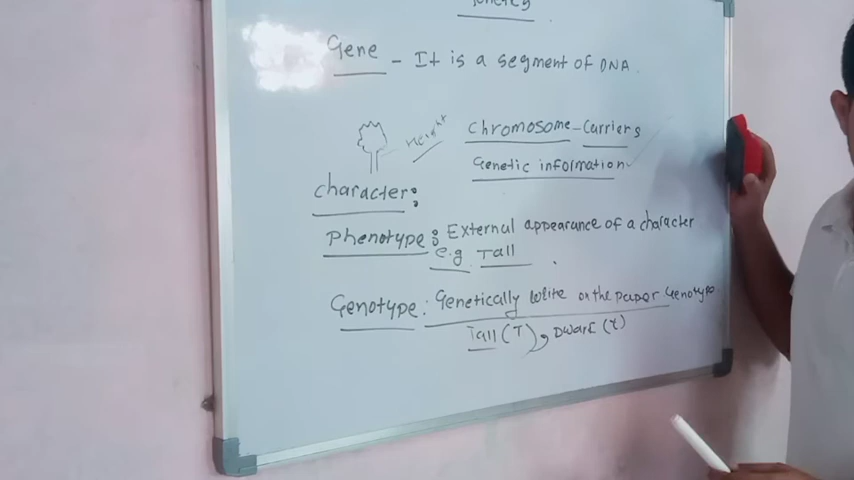 Gene - It is a segment of DNA
height
chromosome - Carriers
Genetic information
character:
Phenotype: External appearance of a character
e.g Tall
Genotype: Genetically write on the paper Genotype
Tall (T), Dwarf (t)